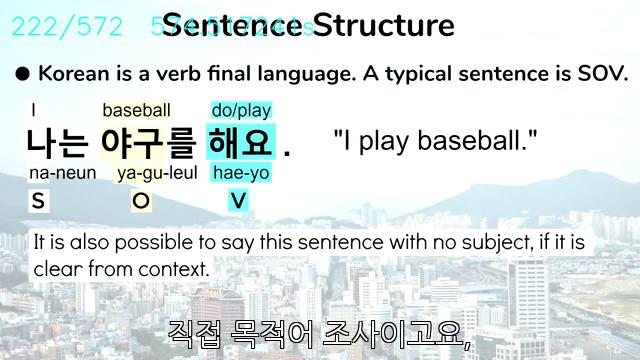 222/572
Sentence Structure
● Korean is a verb final language. A typical sentence is SOV.
I baseball do/play
나는 야구를 해요. "I play baseball."
na-neun ya-gu-leul hae-yo
S O V
It is also possible to say this sentence with no subject, if it is
clear from context.
직접 목적어 조사이고요,